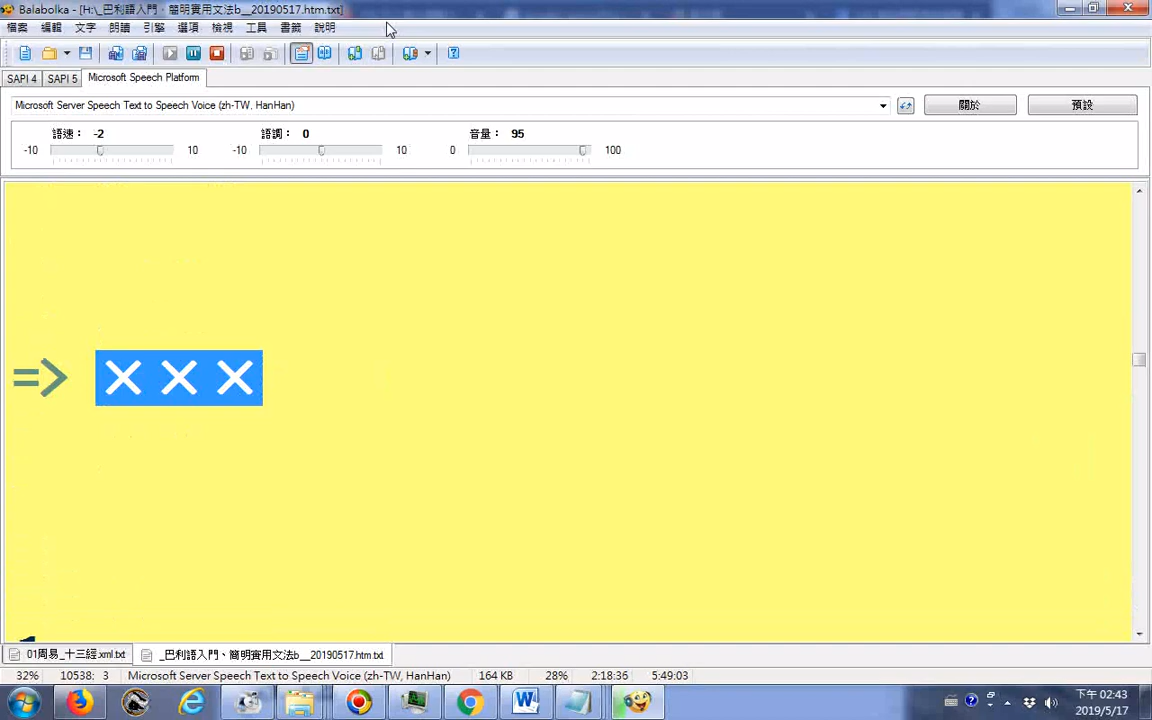 Balabolka - [H:\_巴利語入門、簡明實用文法b__20190517.htm.txt]
檔案 編輯 文字 朗讀 引擎 選項 檢視 工具 書籤 說明
SAPI 4 SAPI 5 Microsoft Speech Platform
Microsoft Server Speech Text to Speech Voice (zh-TW, HanHan) 關於 預設
語速： -2 語調： 0 音量： 95
-10 10 -10 10 0 100
=> ×××
01周易_十三經.xml.txt _巴利語入門、簡明實用文法b__20190517.htm.txt
32% 10538: 3 Microsoft Server Speech Text to Speech Voice (zh-TW, HanHan) 164 KB 28% 2:18:36 5:49:03
下午 02:43
2019/5/17